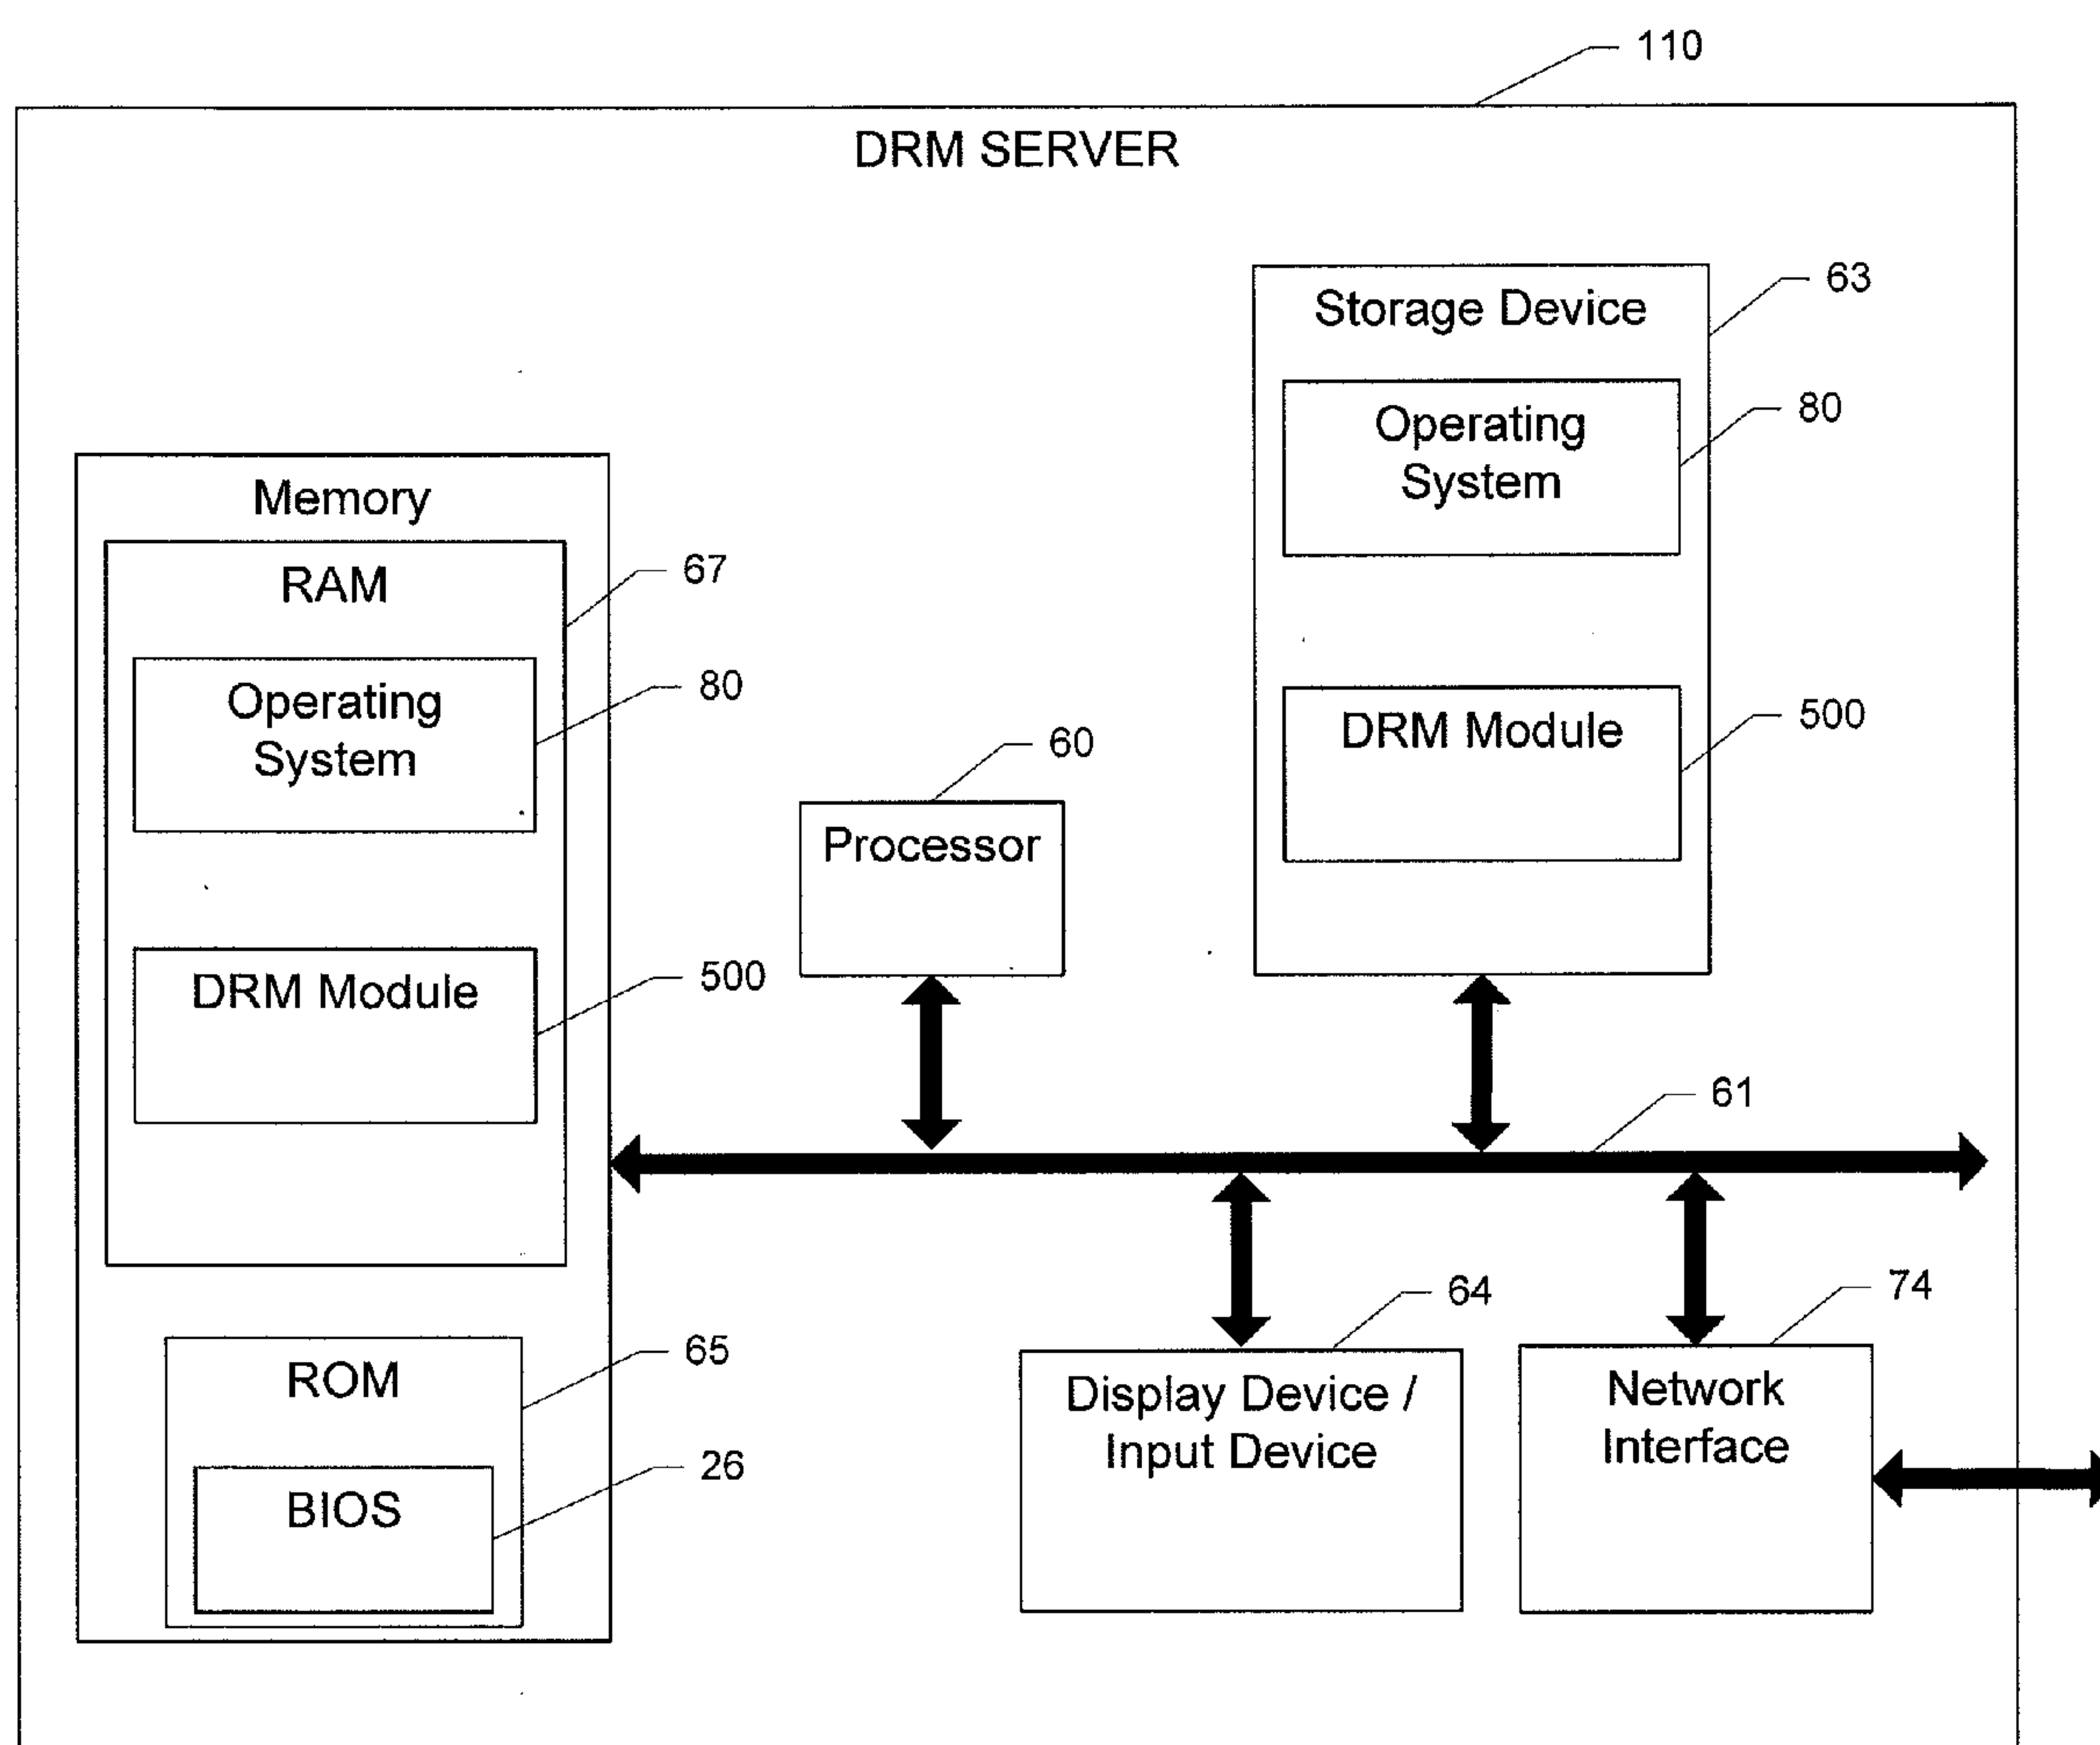 110
DRM SERVER
Storage Device
63
Operating
System
80
DRM Module
500
Memory
RAM
67
Operating
System
80
DRM Module
500
ROM
65
BIOS
26
60
Processor
61
64
Display Device /
Input Device
74
Network
Interface